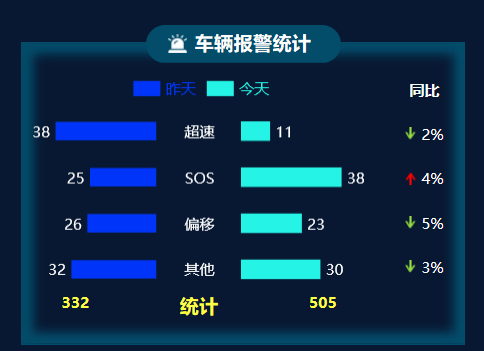 车辆报警统计
昨天 今天 同比
38 超速 11 2%
25 SOS 38 4%
26 偏移 23 5%
32 其他 30 3%
332 统计 505